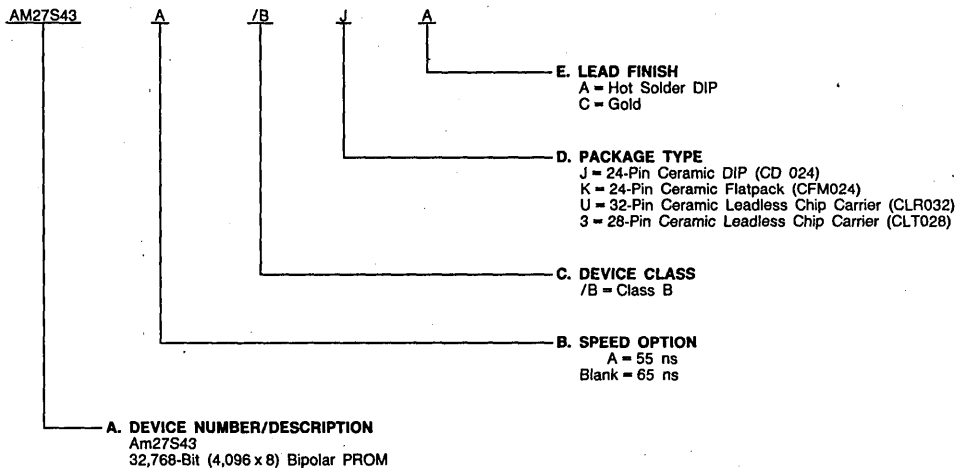 AM27S43 A /B J A
E. LEAD FINISH
A = Hot Solder DIP
C = Gold
D. PACKAGE TYPE
J = 24-Pin Ceramic DIP (CD 024)
K = 24-Pin Ceramic Flatpack (CFM024)
U = 32-Pin Ceramic Leadless Chip Carrier (CLR032)
3 = 28-Pin Ceramic Leadless Chip Carrier (CLT028)
C. DEVICE CLASS
/B = Class B
B. SPEED OPTION
A = 55 ns
Blank = 65 ns
A. DEVICE NUMBER/DESCRIPTION
Am27S43
32,768-Bit (4,096 x 8) Bipolar PROM